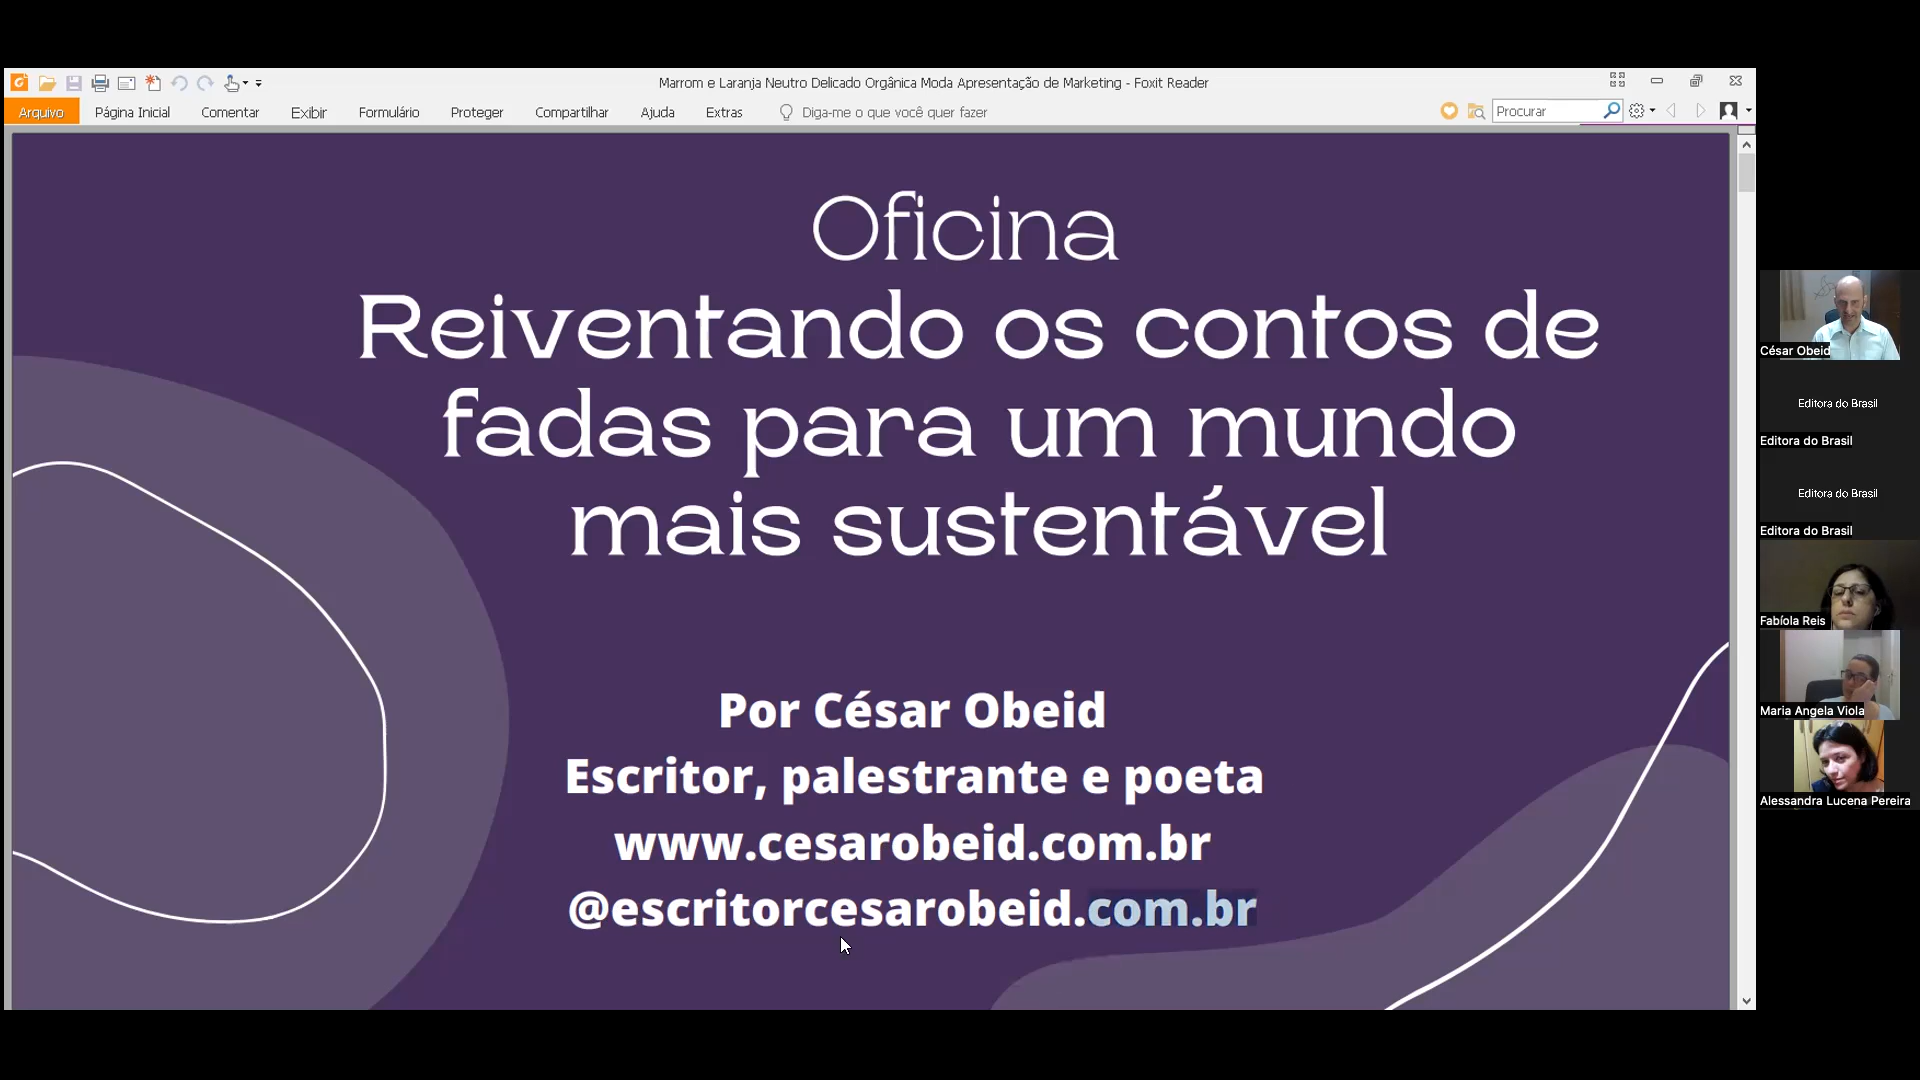 Marrom e Laranja Neutro Delicado Orgânica Moda Apresentação de Marketing - Foxit Reader
Arquivo Página Inicial Comentar Exibir Formulário Proteger Compartilhar Ajuda Extras Diga-me o que você quer fazer Procurar
Oficina
Reiventando os contos de
fadas para um mundo
mais sustentável
Por César Obeid
Escritor, palestrante e poeta
www.cesarobeid.com.br
@escritorcesarobeid.com.br
César Obeid
Editora do Brasil
Editora do Brasil
Editora do Brasil
Editora do Brasil
Fabíola Reis
Maria Angela Viola
Alessandra Lucena Pereira